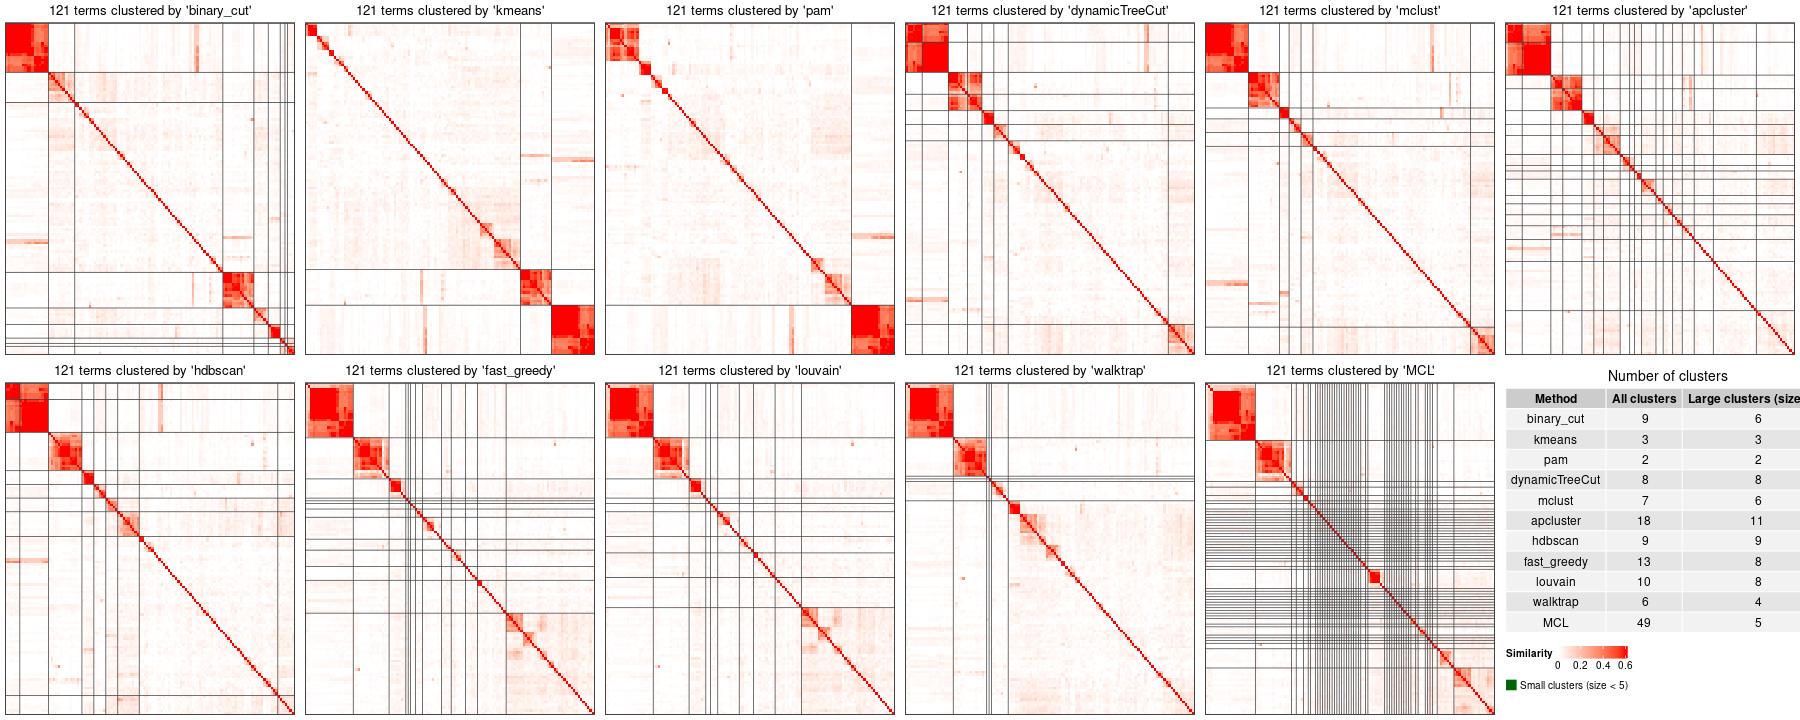 121 terms clustered by 'binary_cut'
121 terms clustered by 'kmeans'
121 terms clustered by 'pam'
121 terms clustered by 'dynamicTreeCut'
121 terms clustered by 'mclust'
121 terms clustered by 'apcluster'
121 terms clustered by 'hdbscan'
121 terms clustered by 'fast_greedy'
121 terms clustered by 'louvain'
121 terms clustered by 'walktrap'
121 terms clustered by 'MCL'
Number of clusters
Method All clusters Large clusters (size
binary_cut 9 6
kmeans 3 3
pam 2 2
dynamicTreeCut 8 8
mclust 7 6
apcluster 18 11
hdbscan 9 9
fast_greedy 13 8
louvain 10 8
walktrap 6 4
MCL 49 5
Similarity
0 0.2 0.4 0.6
Small clusters (size < 5)